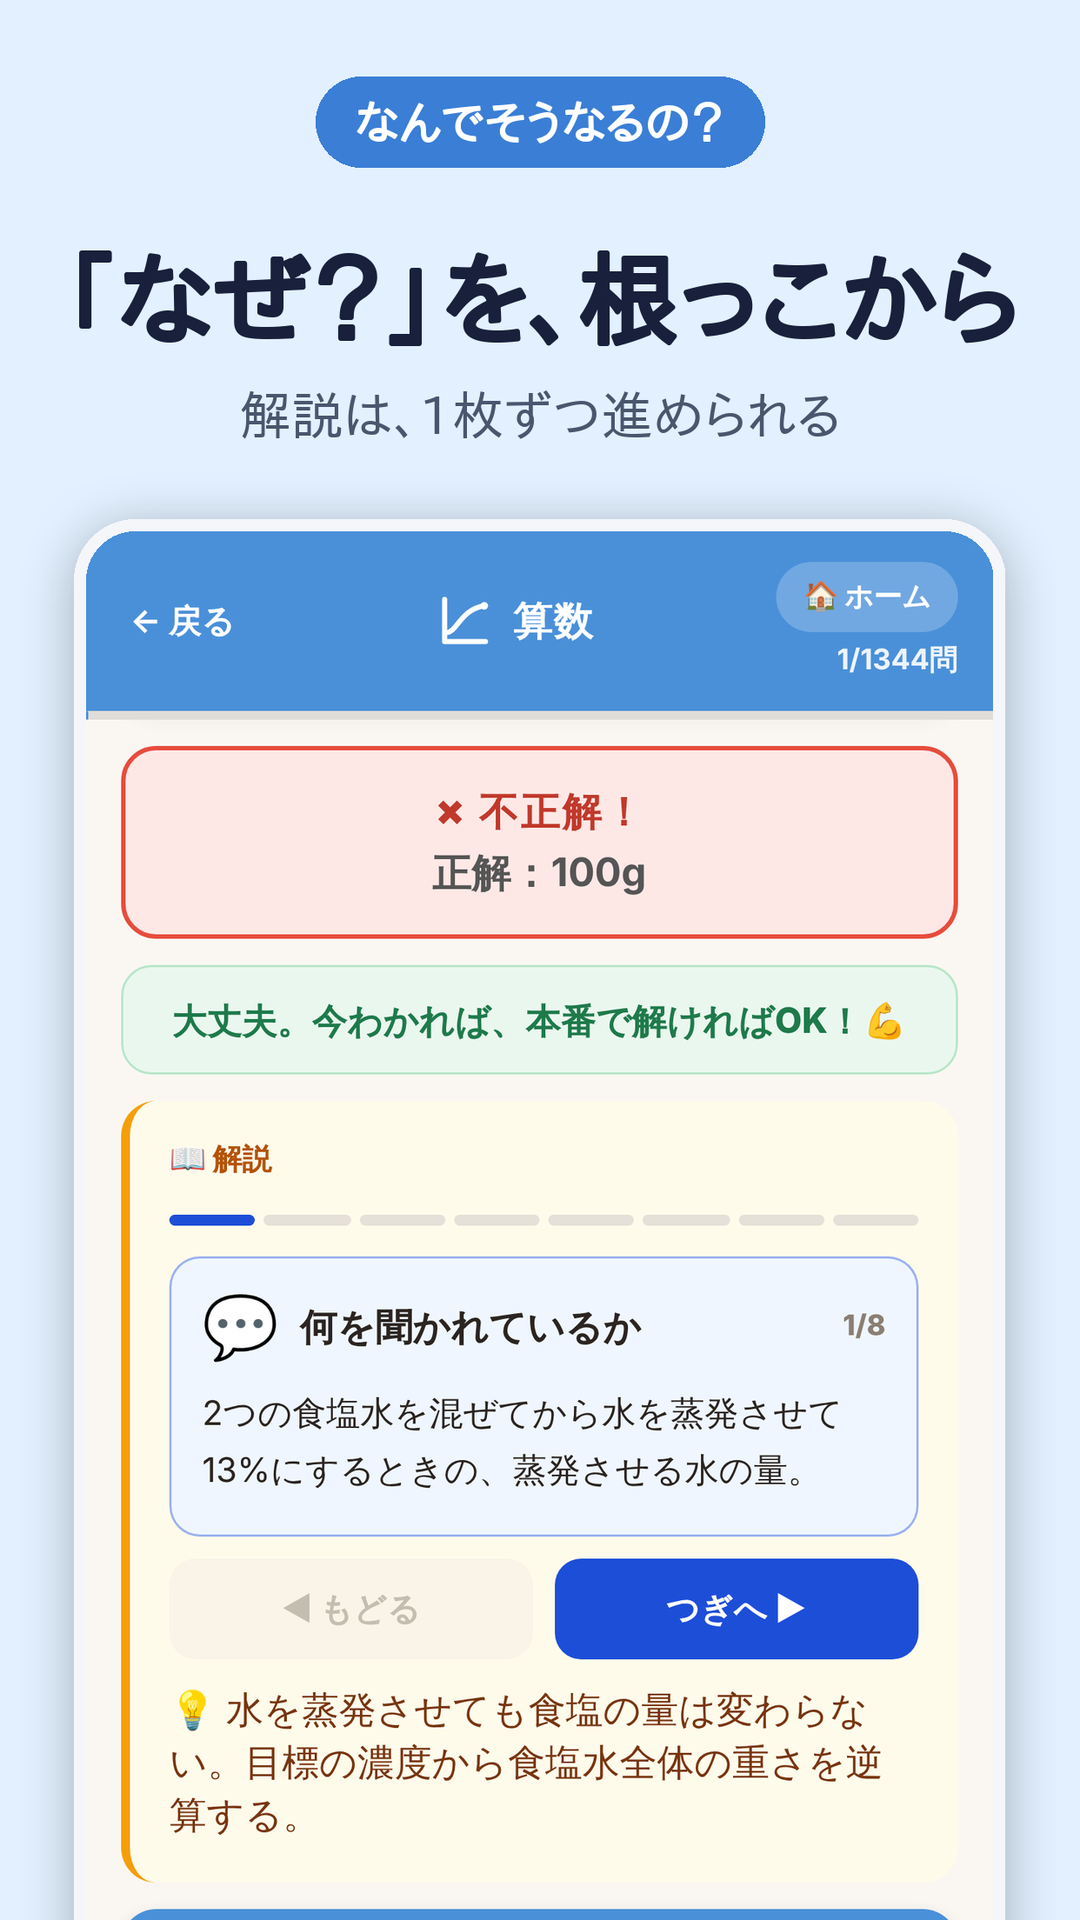 なんでそうなるの？
「なぜ？」を、根っこから
解説は、1枚ずつ進められる
← 戻る
算数
🏠 ホーム
1/1344問
✖ 不正解！
正解：100g
大丈夫。今わかれば、本番で解ければOK！💪
📖 解説
💬 何を聞かれているか
1/8
2つの食塩水を混ぜてから水を蒸発させて
13%にするときの、蒸発させる水の量。
◀ もどる
つぎへ ▶
💡 水を蒸発させても食塩の量は変わらな
い。目標の濃度から食塩水全体の重さを逆
算する。